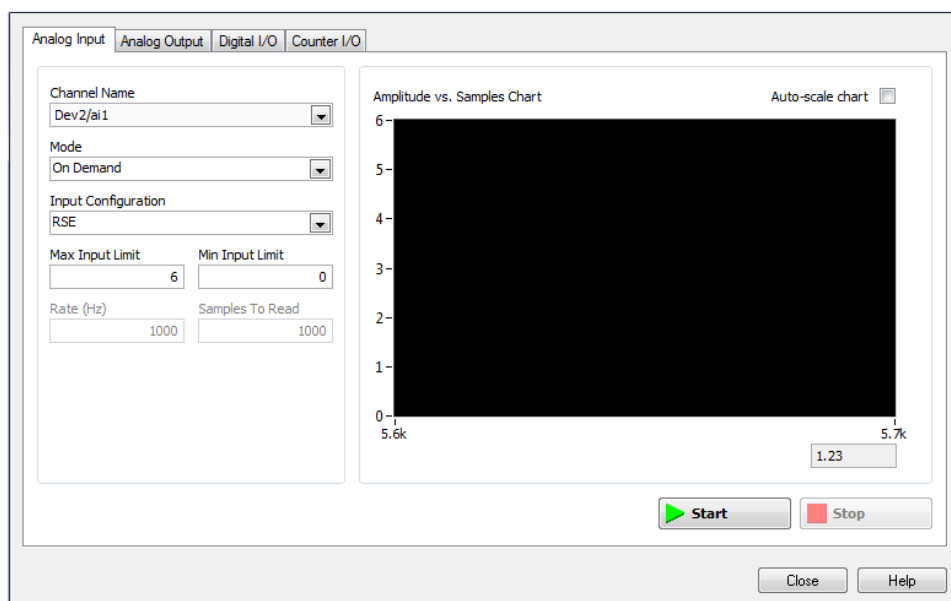 Analog Input Analog Output Digital I/O Counter I/O
Channel Name
Dev2/ai1
Mode
On Demand
Input Configuration
RSE
Max Input Limit Min Input Limit
6 0
Rate (Hz) Samples To Read
1000 1000
Amplitude vs. Samples Chart Auto-scale chart
6
5
4
3
2
1
0
5.6k 5.7k
1.23
Start Stop
Close Help